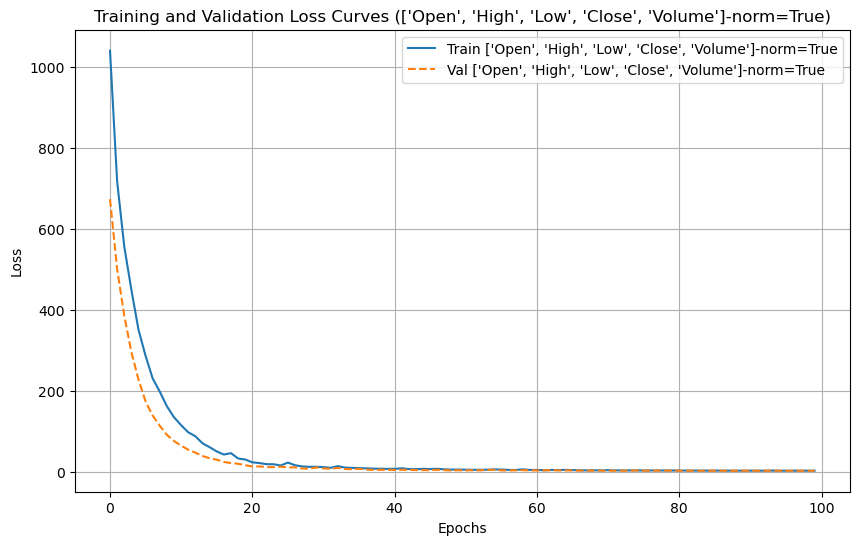 Training and Validation Loss Curves (['Open', 'High', 'Low', 'Close', 'Volume']-norm=True)
Train ['Open', 'High', 'Low', 'Close', 'Volume']-norm=True
Val ['Open', 'High', 'Low', 'Close', 'Volume']-norm=True
1000
800
600
400
200
0
Loss
0 20 40 60 80 100
Epochs